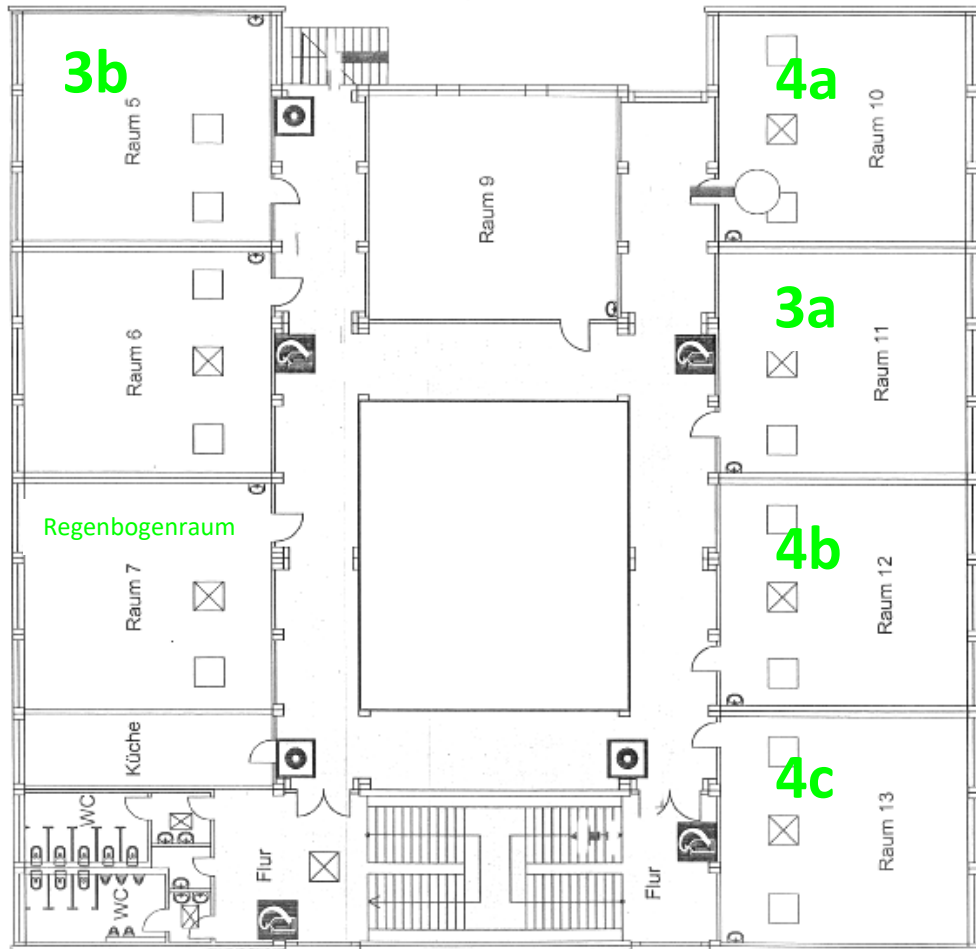 3b
Raum 5
4a
Raum 10
Raum 9
Raum 6
3a
Raum 11
Regenbogenraum
Raum 7
4b
Raum 12
Küche
4c
Raum 13
WC
Flur
Flur
WC